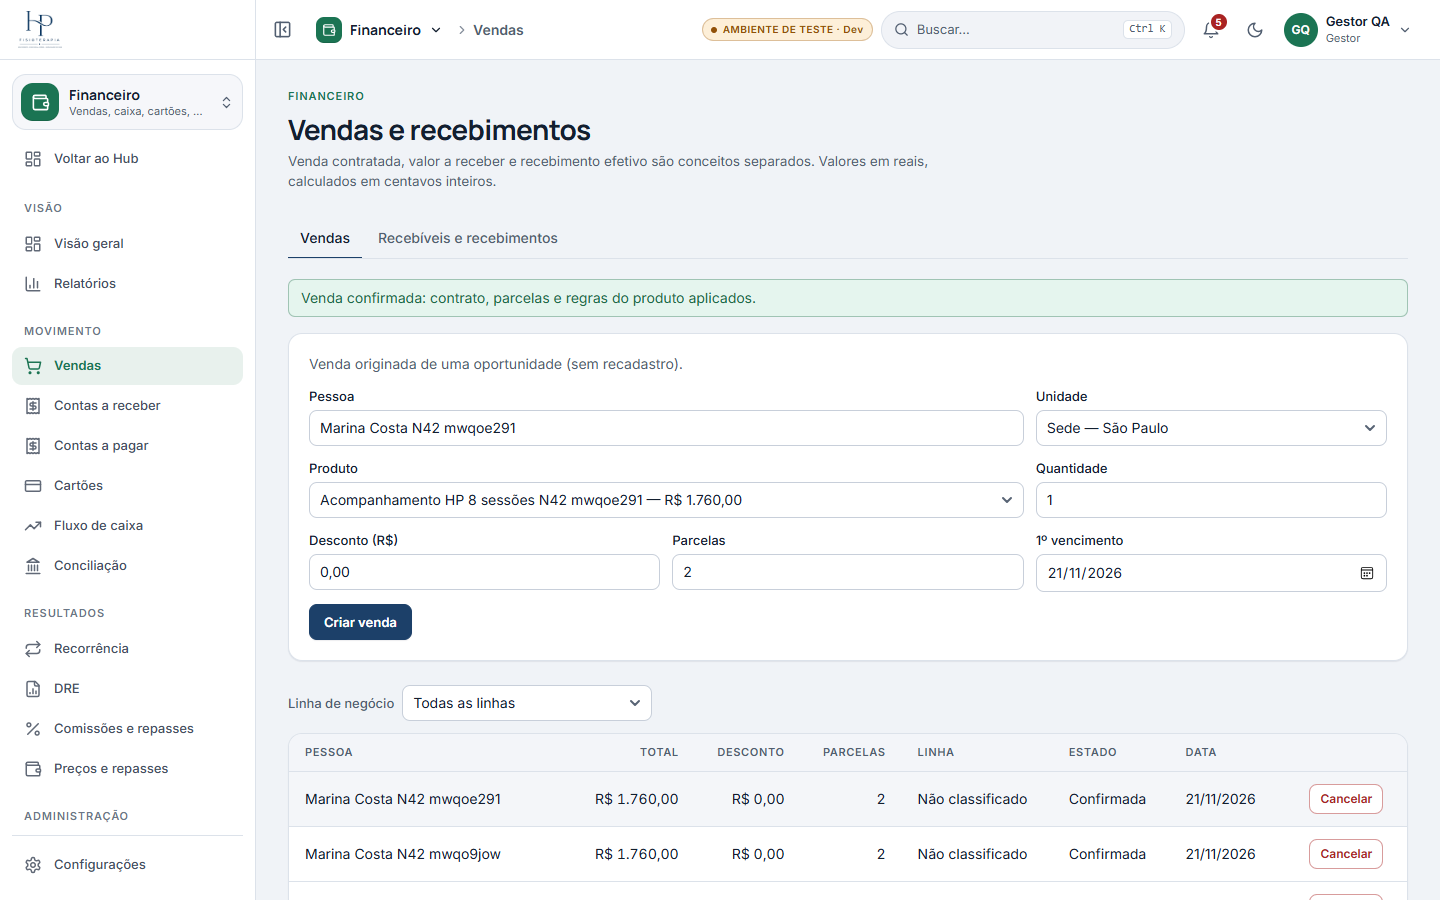 HP
FISIOTERAPIA
Financeiro
Vendas
AMBIENTE DE TESTE · Dev
Buscar...
Ctrl K
5
GQ
Gestor QA
Gestor
Financeiro
Vendas, caixa, cartões, ...
Voltar ao Hub
VISÃO
Visão geral
Relatórios
MOVIMENTO
Vendas
Contas a receber
Contas a pagar
Cartões
Fluxo de caixa
Conciliação
RESULTADOS
Recorrência
DRE
Comissões e repasses
Preços e repasses
ADMINISTRAÇÃO
Configurações
FINANCEIRO
Vendas e recebimentos
Venda contratada, valor a receber e recebimento efetivo são conceitos separados. Valores em reais,
calculados em centavos inteiros.
Vendas
Recebíveis e recebimentos
Venda confirmada: contrato, parcelas e regras do produto aplicados.
Venda originada de uma oportunidade (sem recadastro).
Pessoa
Unidade
Marina Costa N42 mwqoe291
Sede — São Paulo
Produto
Quantidade
Acompanhamento HP 8 sessões N42 mwqoe291 — R$ 1.760,00
1
Desconto (R$)
Parcelas
1º vencimento
0,00
2
21/11/2026
Criar venda
Linha de negócio
Todas as linhas
PESSOA TOTAL DESCONTO PARCELAS LINHA ESTADO DATA
Marina Costa N42 mwqoe291 R$ 1.760,00 R$ 0,00 2 Não classificado Confirmada 21/11/2026 Cancelar
Marina Costa N42 mwqo9jow R$ 1.760,00 R$ 0,00 2 Não classificado Confirmada 21/11/2026 Cancelar